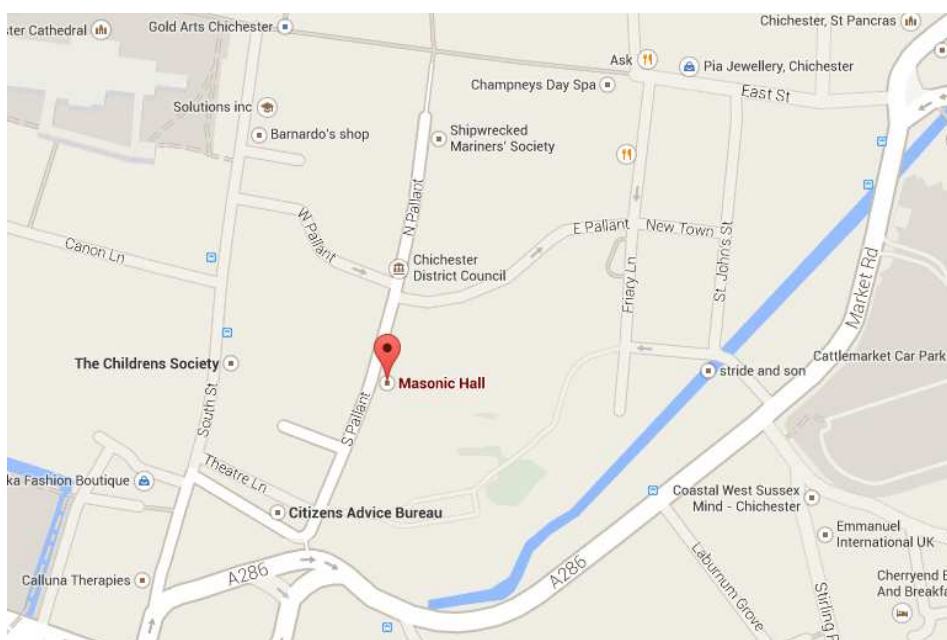 ter Cathedral
Gold Arts Chichester
Chichester, St Pancras
Ask
Pia Jewellery, Chichester
Champneys Day Spa
East St
Solutions inc
Barnardo's shop
Shipwrecked
Mariners' Society
N Pallant
W Pallant
E Pallant
New Town
Canon Ln
Chichester
District Council
Friary Ln
St. John's St
Market Rd
The Childrens Society
Masonic Hall
stride and son
Cattlemarket Car Park
South St
S Pallant
Theatre Ln
ka Fashion Boutique
Citizens Advice Bureau
Coastal West Sussex
Mind - Chichester
Emmanuel
International UK
Calluna Therapies
A286
A286
Laburnum Grove
Stirling R
Cherryend B
And Breakfa